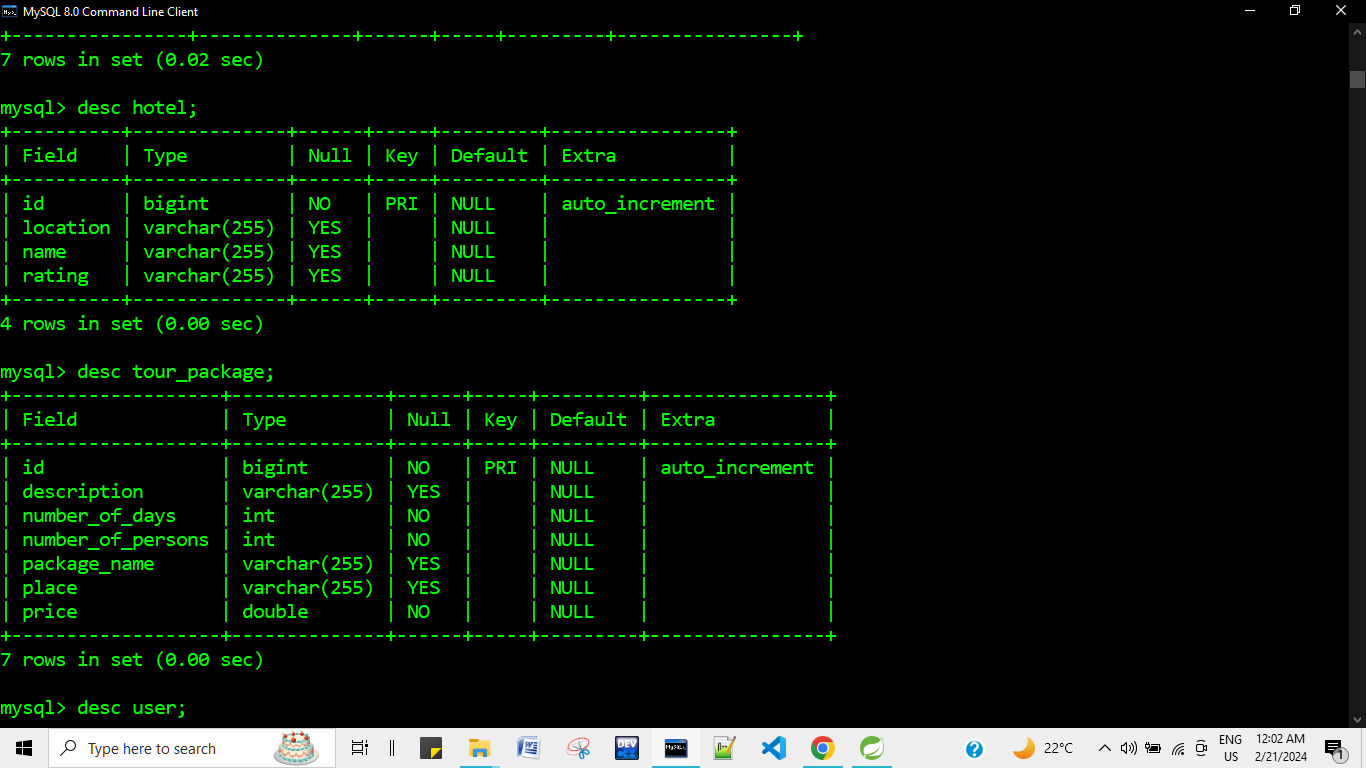 MySQL 8.0 Command Line Client
+----------------+--------------+------+-----+---------+----------------+
7 rows in set (0.02 sec)
mysql> desc hotel;
+----------+--------------+------+-----+---------+----------------+
| Field    | Type         | Null | Key | Default | Extra          |
+----------+--------------+------+-----+---------+----------------+
| id       | bigint       | NO   | PRI | NULL    | auto_increment |
| location | varchar(255) | YES  |     | NULL    |                |
| name     | varchar(255) | YES  |     | NULL    |                |
| rating   | varchar(255) | YES  |     | NULL    |                |
+----------+--------------+------+-----+---------+----------------+
4 rows in set (0.00 sec)
mysql> desc tour_package;
+-------------------+--------------+------+-----+---------+----------------+
| Field             | Type         | Null | Key | Default | Extra          |
+-------------------+--------------+------+-----+---------+----------------+
| id                | bigint       | NO   | PRI | NULL    | auto_increment |
| description       | varchar(255) | YES  |     | NULL    |                |
| number_of_days    | int          | NO   |     | NULL    |                |
| number_of_persons | int          | NO   |     | NULL    |                |
| package_name      | varchar(255) | YES  |     | NULL    |                |
| place             | varchar(255) | YES  |     | NULL    |                |
| price             | double       | NO   |     | NULL    |                |
+-------------------+--------------+------+-----+---------+----------------+
7 rows in set (0.00 sec)
mysql> desc user;
Type here to search
DEV
C++
22°C
ENG
US
12:02 AM
2/21/2024
1